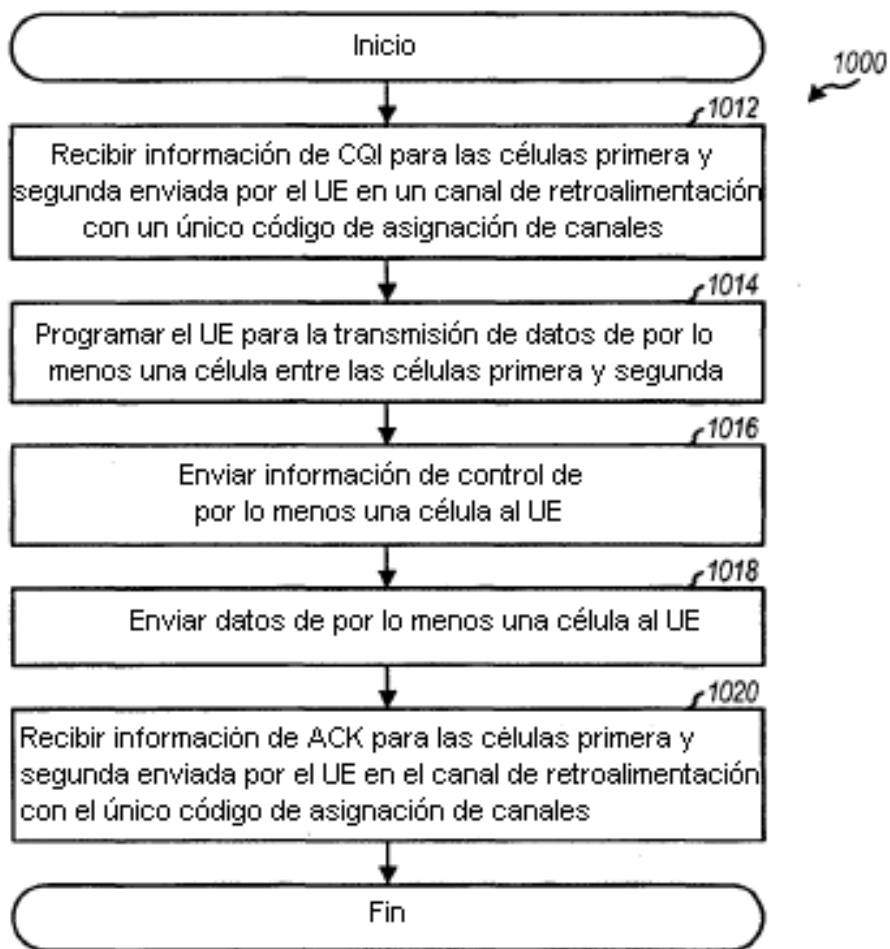 Inicio
1000
1012
Recibir información de CQI para las células primera y
segunda enviada por el UE en un canal de retroalimentación
con un único código de asignación de canales
1014
Programar el UE para la transmisión de datos de por lo
menos una célula entre las células primera y segunda
1016
Enviar información de control de
por lo menos una célula al UE
1018
Enviar datos de por lo menos una célula al UE
1020
Recibir información de ACK para las células primera y
segunda enviada por el UE en el canal de retroalimentación
con el único código de asignación de canales
Fin